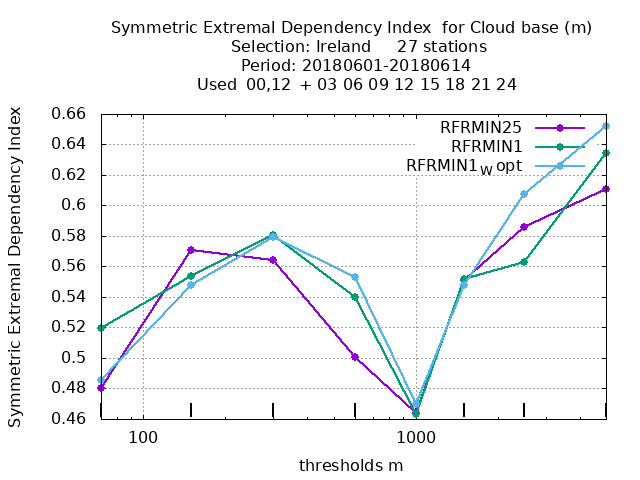 Symmetric Extremal Dependency Index  for Cloud base (m)
Selection: Ireland     27 stations
Period: 20180601-20180614
Used  00,12  + 03 06 09 12 15 18 21 24
Symmetric Extremal Dependency Index
0.66
0.64
0.62
0.6
0.58
0.56
0.54
0.52
0.5
0.48
0.46
RFRMIN25
RFRMIN1
RFRMIN1W opt
100
1000
thresholds m